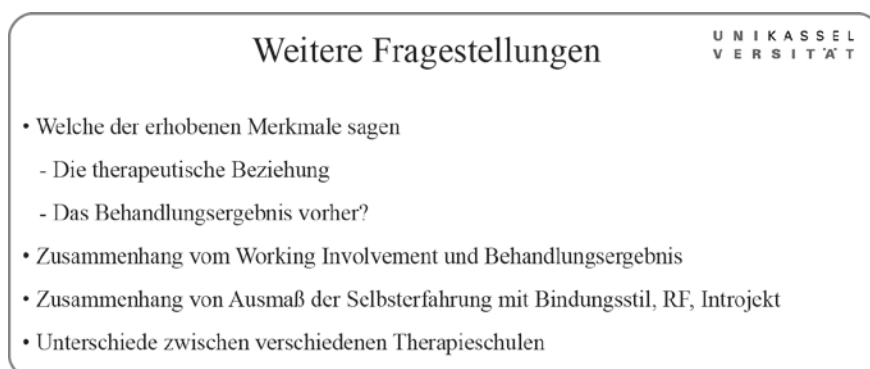 Weitere Fragestellungen
UNIKASSEL
VERSITÄT
• Welche der erhobenen Merkmale sagen
- Die therapeutische Beziehung
- Das Behandlungsergebnis vorher?
• Zusammenhang vom Working Involvement und Behandlungsergebnis
• Zusammenhang von Ausmaß der Selbsterfahrung mit Bindungsstil, RF, Introjekt
• Unterschiede zwischen verschiedenen Therapieschulen